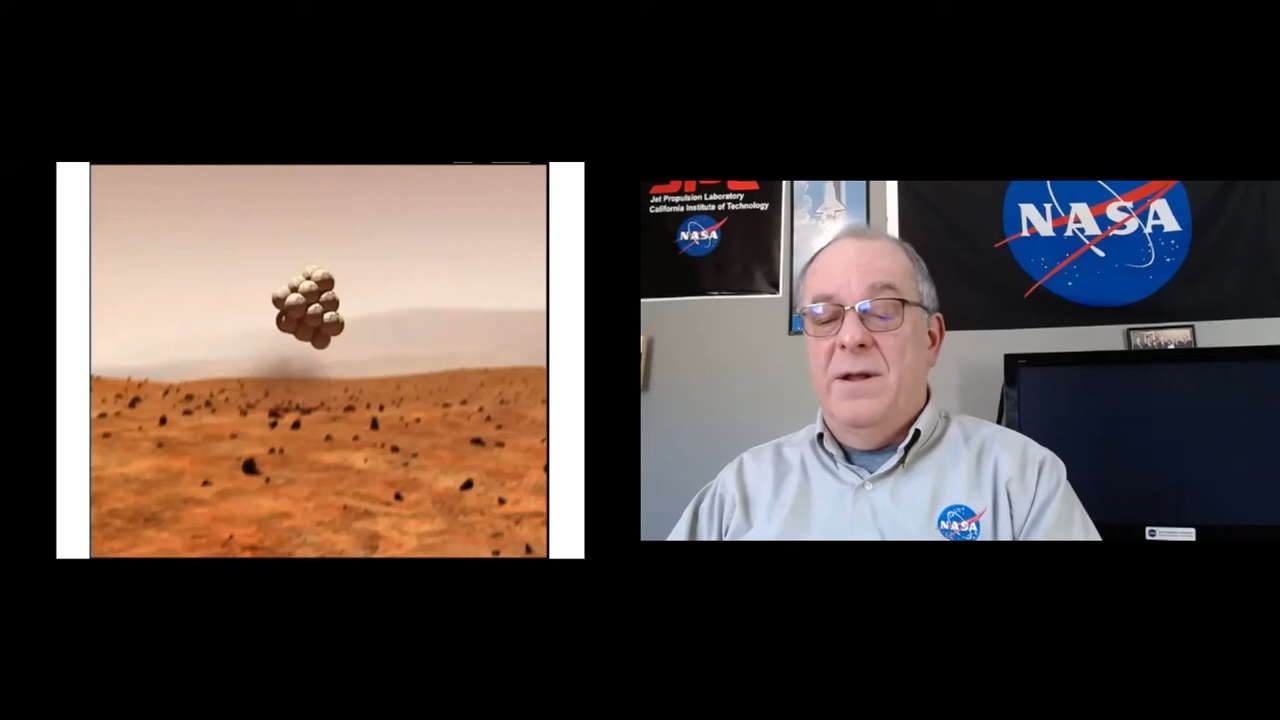 JPL
Jet Propulsion Laboratory
California Institute of Technology
NASA
NASA
NASA